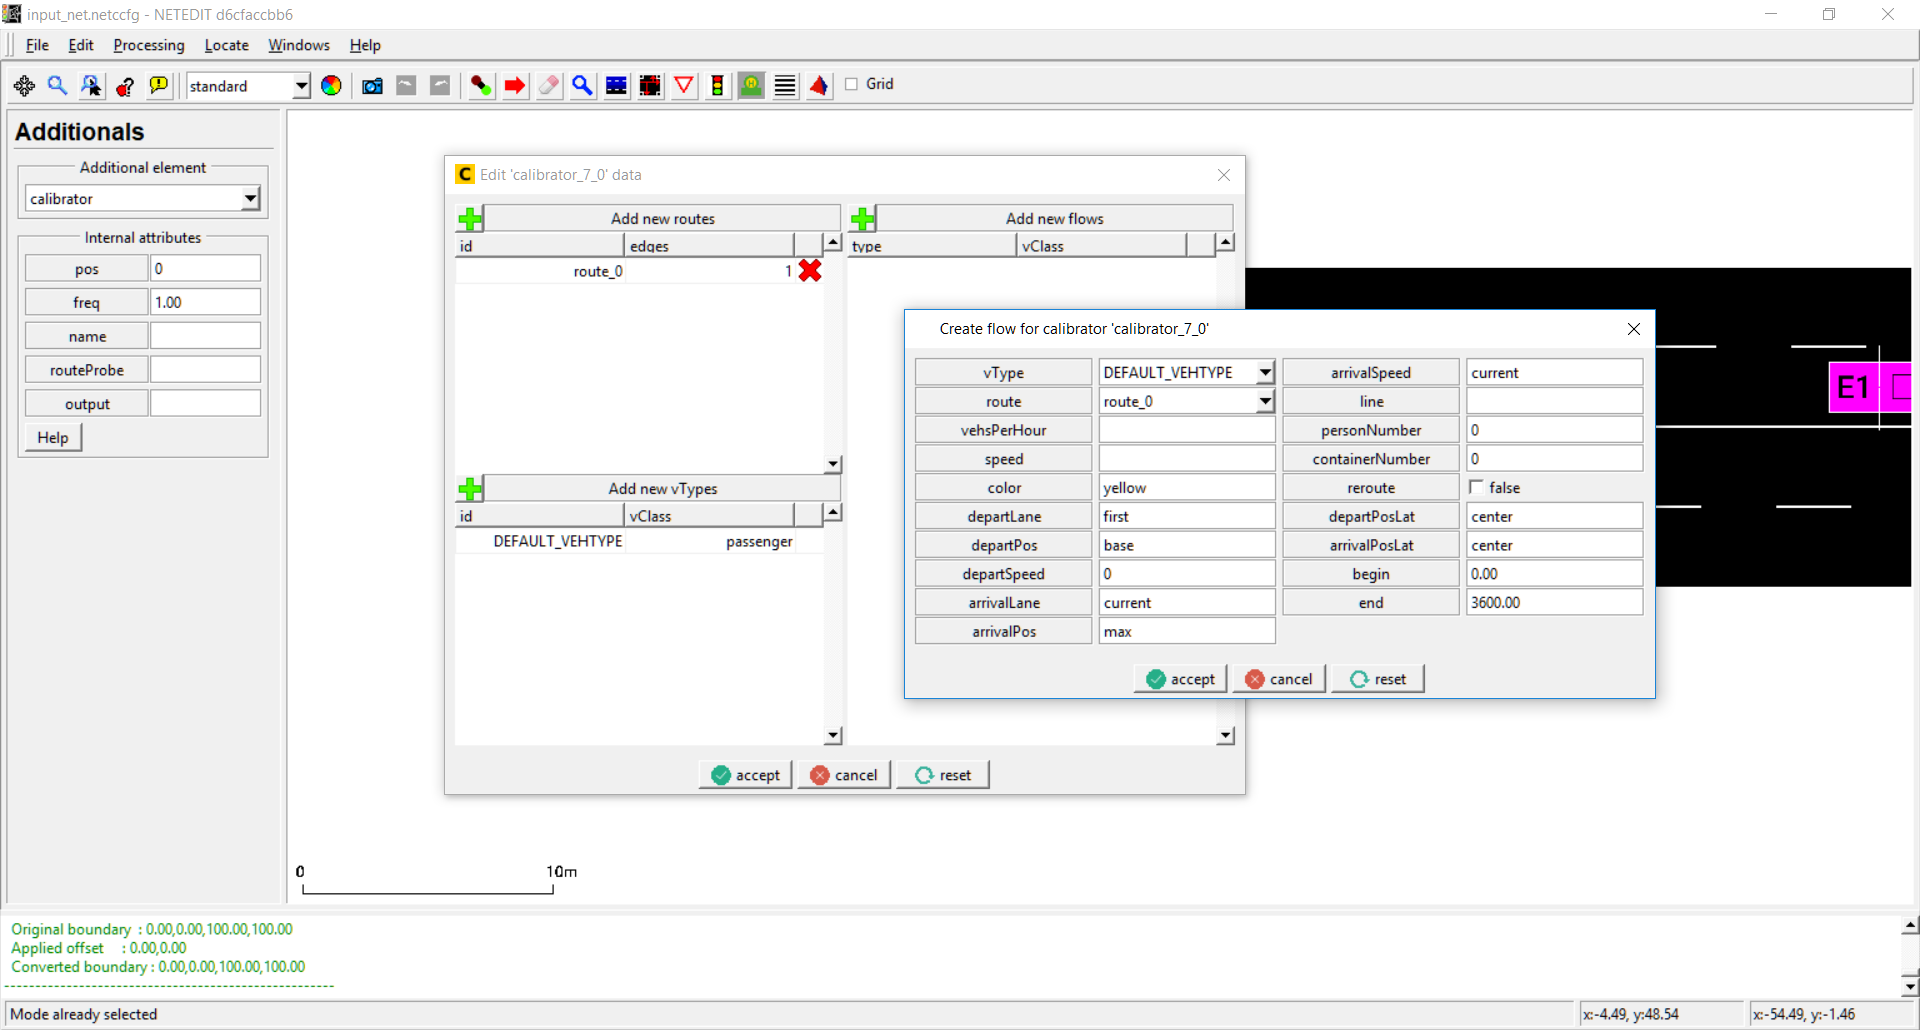 input_net.netccfg - NETEDIT d6cfaccbb6
File Edit Processing Locate Windows Help
standard
Grid
Additionals
Additional element
calibrator
Internal attributes
pos 0
freq 1.00
name
routeProbe
output
Help
C Edit 'calibrator_7_0' data
Add new routes
id edges
route_0 1
Add new vTypes
id vClass
DEFAULT_VEHTYPE passenger
Add new flows
type vClass
accept cancel reset
Create flow for calibrator 'calibrator_7_0'
vType DEFAULT_VEHTYPE arrivalSpeed current
route route_0 line
vehsPerHour personNumber 0
speed containerNumber 0
color yellow reroute false
departLane first departPosLat center
departPos base arrivalPosLat center
departSpeed 0 begin 0.00
arrivalLane current end 3600.00
arrivalPos max
accept cancel reset
E1
0 10m
Original boundary : 0.00,0.00,100.00,100.00
Applied offset : 0.00,0.00
Converted boundary : 0.00,0.00,100.00,100.00
-----------------------------------------------
Mode already selected
x:-4.49, y:48.54
x:-54.49, y:-1.46